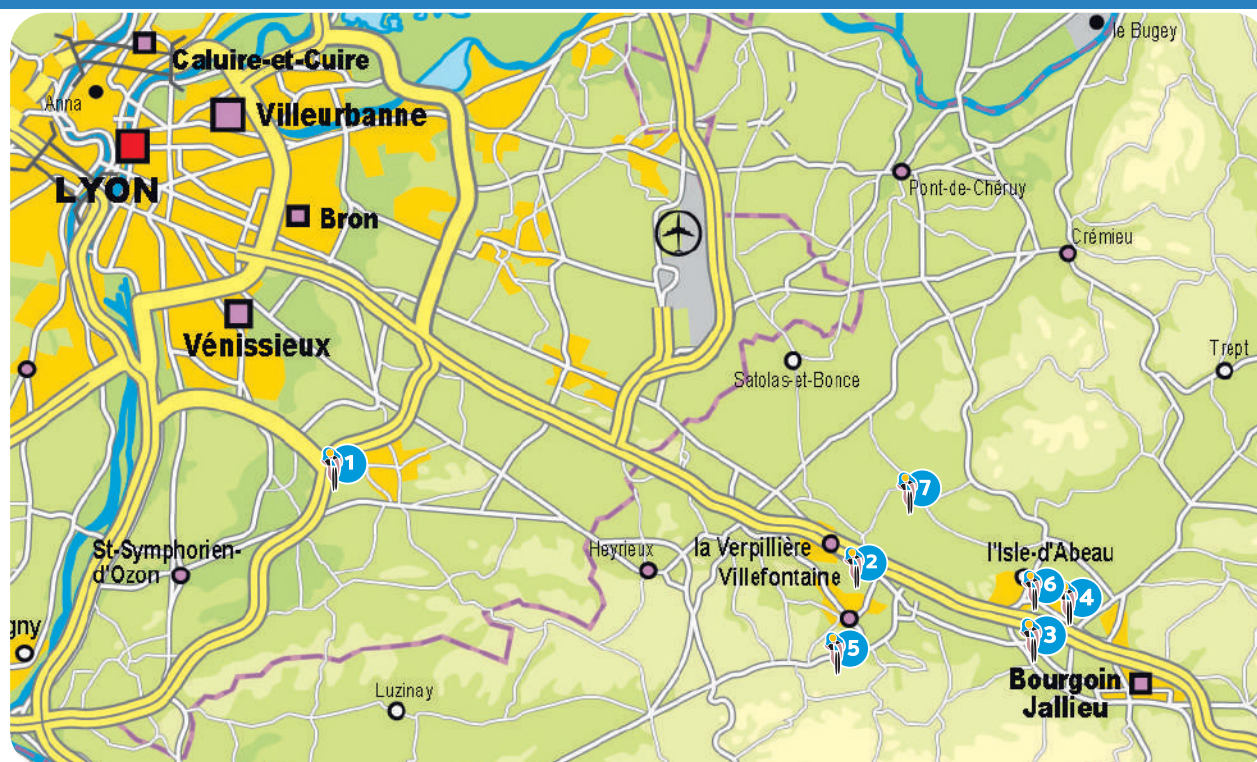 le Bugey
Caluire-et-Cuire
Anna
Villeurbanne
LYON
Pont-de-Chéruy
Bron
Crémieu
Vénissieux
Trept
Satolas-et-Bonce
1
7
St-Symphorien-
d'Ozon
Heyrieux
la Verpillière
Villefontaine
2
l'Isle-d'Abeau
6
4
3
5
igny
Luzinay
Bourgoin
Jallieu